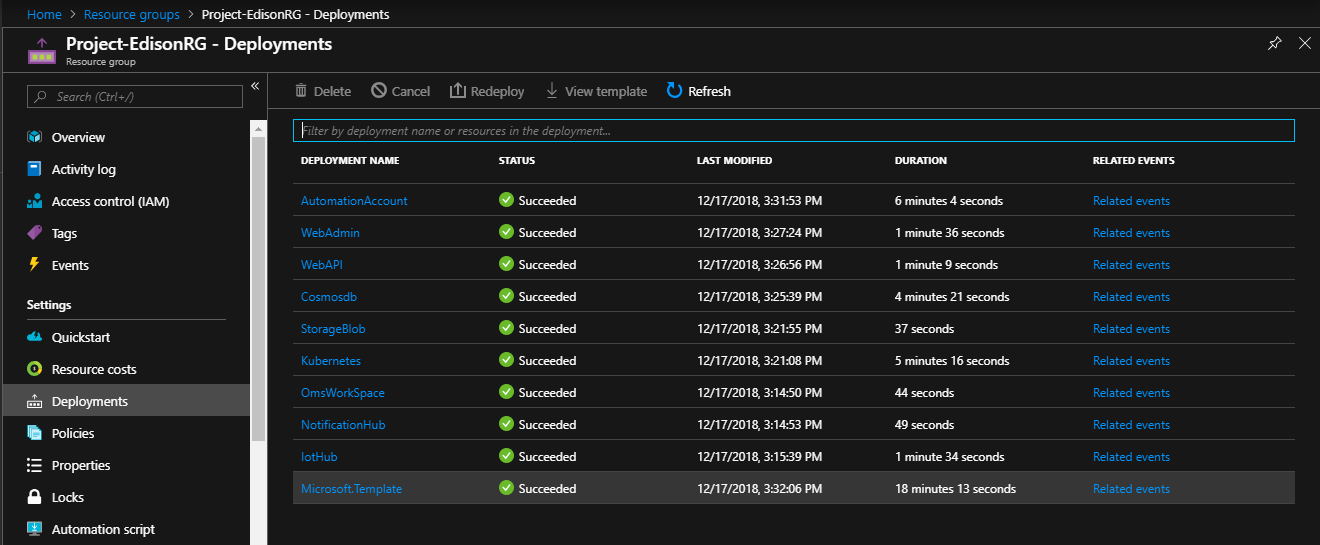 Home > Resource groups > Project-EdisonRG - Deployments
Project-EdisonRG - Deployments
Resource group
Search (Ctrl+/)
Overview
Activity log
Access control (IAM)
Tags
Events
Settings
Quickstart
Resource costs
Deployments
Policies
Properties
Locks
Automation script
Delete Cancel Redeploy View template Refresh
Filter by deployment name or resources in the deployment...
DEPLOYMENT NAME STATUS LAST MODIFIED DURATION RELATED EVENTS
AutomationAccount Succeeded 12/17/2018, 3:31:53 PM 6 minutes 4 seconds Related events
WebAdmin Succeeded 12/17/2018, 3:27:24 PM 1 minute 36 seconds Related events
WebAPI Succeeded 12/17/2018, 3:26:56 PM 1 minute 9 seconds Related events
Cosmosdb Succeeded 12/17/2018, 3:25:39 PM 4 minutes 21 seconds Related events
StorageBlob Succeeded 12/17/2018, 3:21:55 PM 37 seconds Related events
Kubernetes Succeeded 12/17/2018, 3:21:08 PM 5 minutes 16 seconds Related events
OmsWorkSpace Succeeded 12/17/2018, 3:14:50 PM 44 seconds Related events
NotificationHub Succeeded 12/17/2018, 3:14:53 PM 49 seconds Related events
IotHub Succeeded 12/17/2018, 3:15:39 PM 1 minute 34 seconds Related events
Microsoft.Template Succeeded 12/17/2018, 3:32:06 PM 18 minutes 13 seconds Related events